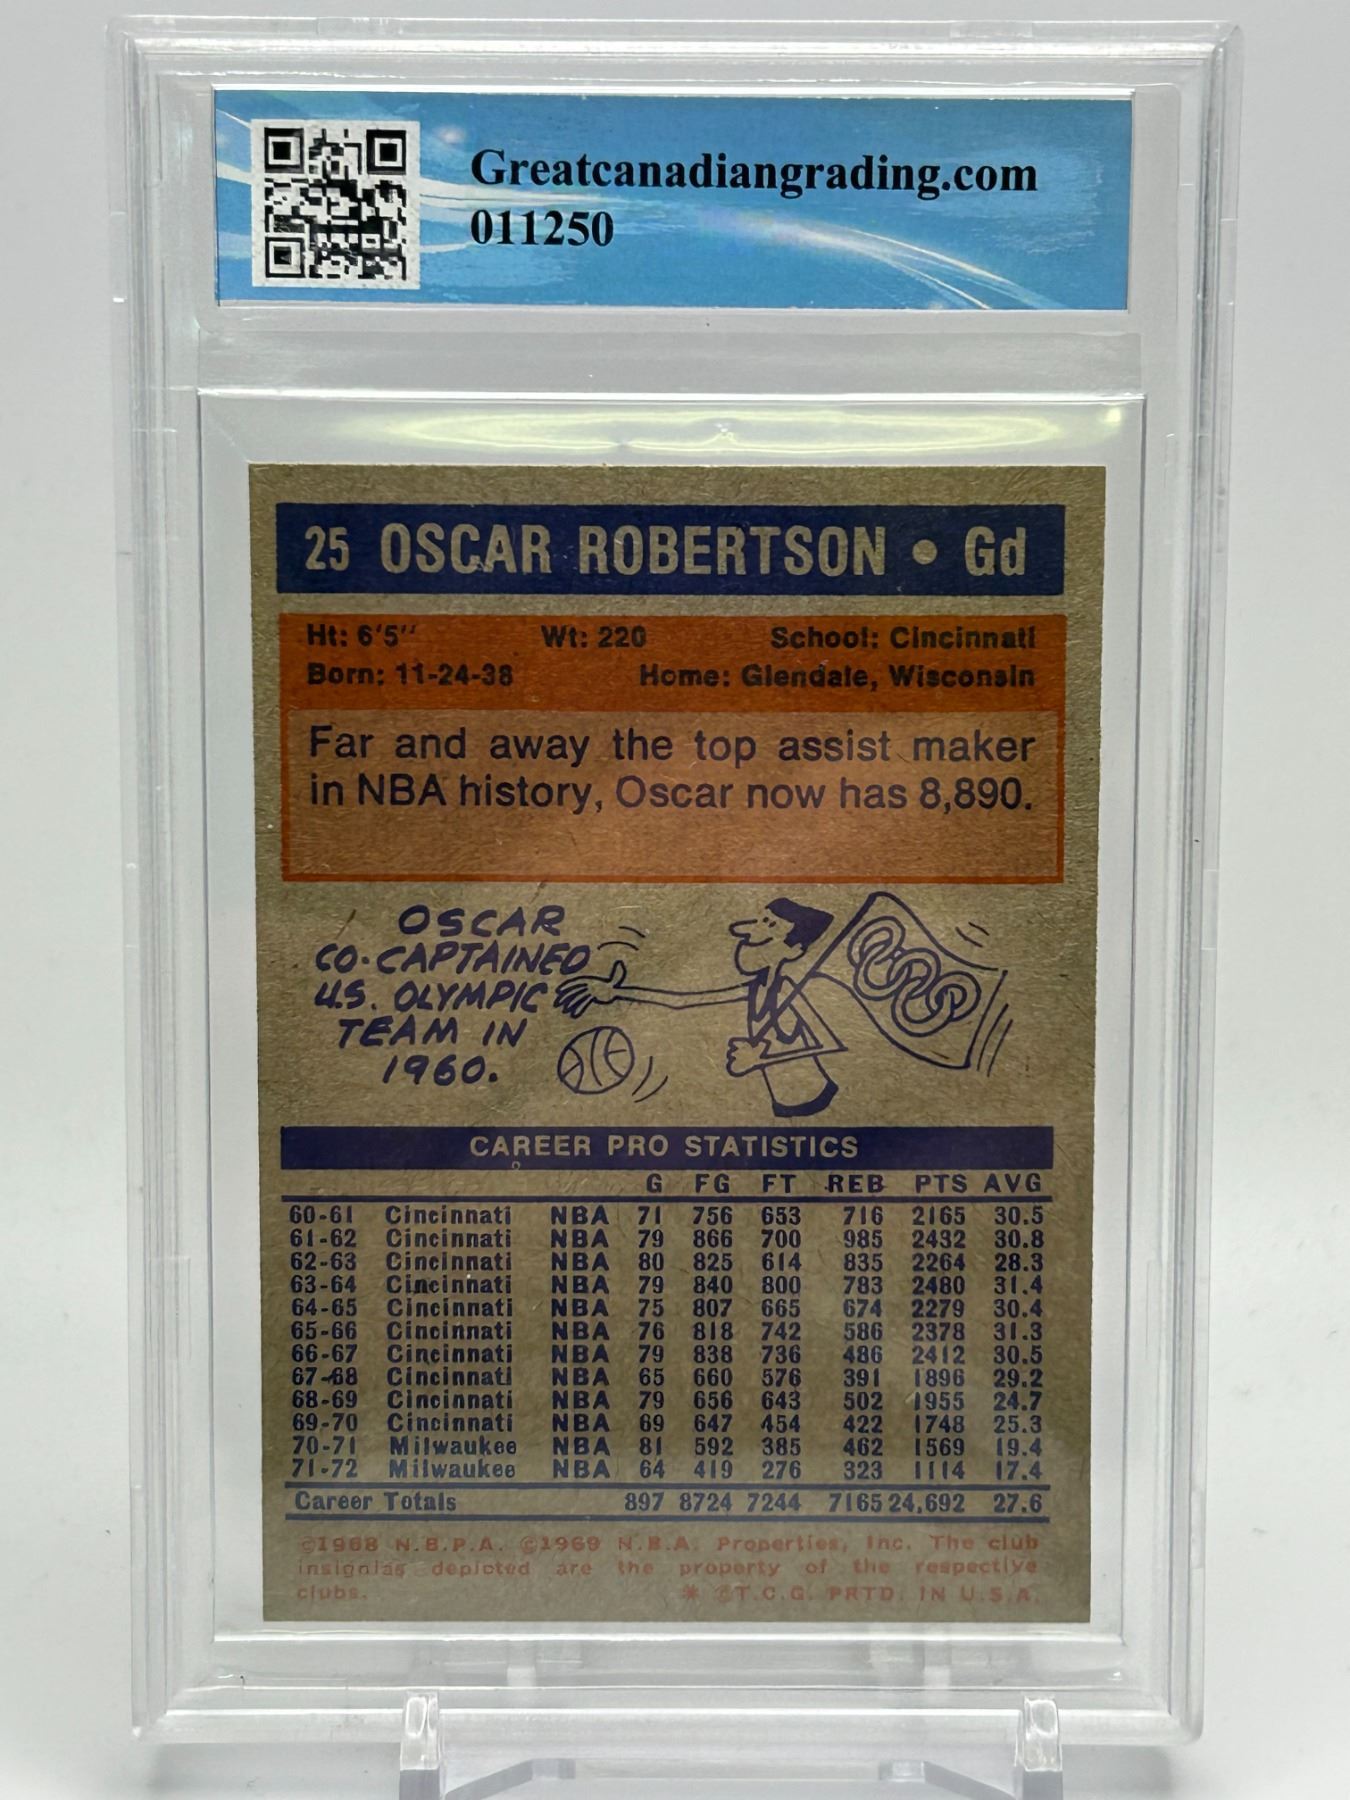 Greatcanadiangrading.com
011250
25 OSCAR ROBERTSON • Gd
Ht: 6'5" Wt: 220 School: Cincinnati
Born: 11-24-38 Home: Glendale, Wisconsin
Far and away the top assist maker
in NBA history, Oscar now has 8,890.
OSCAR
CO-CAPTAINED
U.S. OLYMPIC
TEAM IN
1960.
CAREER PRO STATISTICS
G FG FT REB PTS AVG
60-61 Cincinnati NBA 71 756 653 716 2165 30.5
61-62 Cincinnati NBA 79 866 700 985 2432 30.8
62-63 Cincinnati NBA 80 825 614 835 2264 28.3
63-64 Cincinnati NBA 79 840 800 783 2480 31.4
64-65 Cincinnati NBA 75 807 665 674 2279 30.4
65-66 Cincinnati NBA 76 818 742 586 2378 31.3
66-67 Cincinnati NBA 79 838 736 486 2412 30.5
67-68 Cincinnati NBA 65 660 576 391 1896 29.2
68-69 Cincinnati NBA 79 656 643 502 1955 24.7
69-70 Cincinnati NBA 69 647 454 422 1748 25.3
70-71 Milwaukee NBA 81 592 385 462 1569 19.4
71-72 Milwaukee NBA 64 419 276 323 1114 17.4
Career Totals 897 8724 7244 7165 24,692 27.6
©1968 N.B.P.A. ©1969 N.B.A. Properties, Inc. The club
insignias depicted are the property of the respective
clubs. * ©T.C.G. PRTD. IN U.S.A.